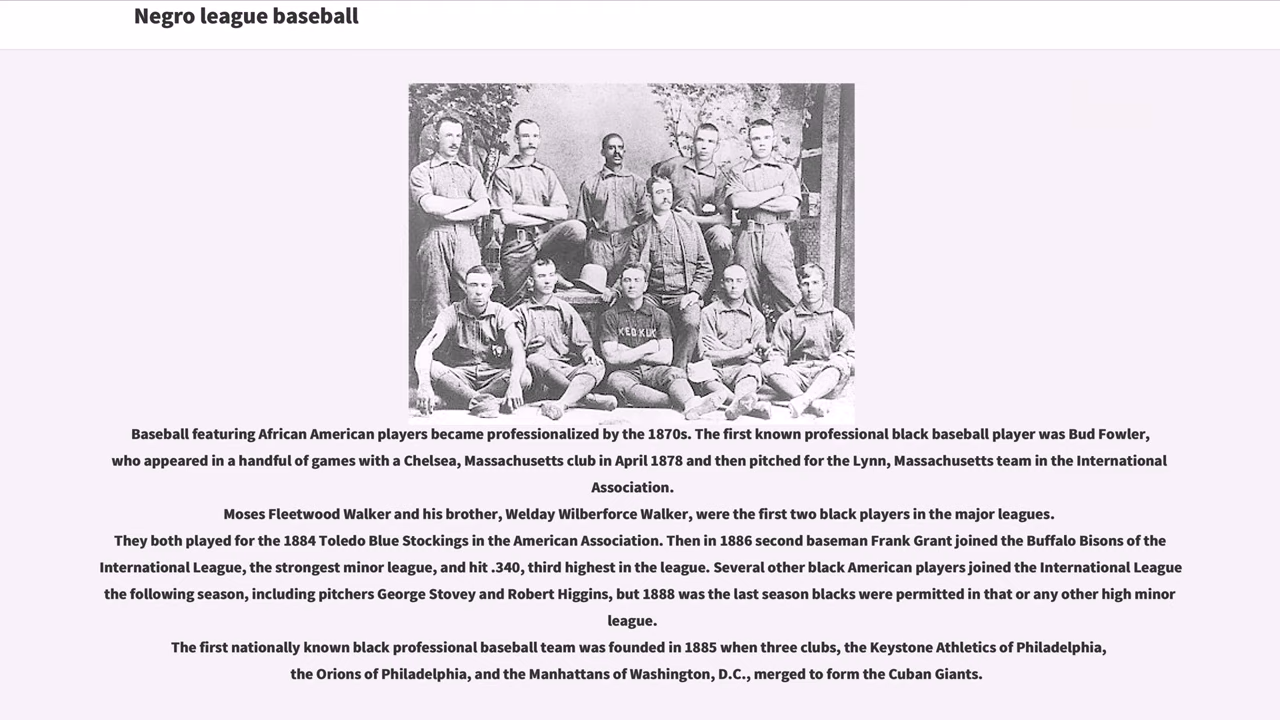 Negro league baseball
KEOKUK
Baseball featuring African American players became professionalized by the 1870s. The first known professional black baseball player was Bud Fowler,
who appeared in a handful of games with a Chelsea, Massachusetts club in April 1878 and then pitched for the Lynn, Massachusetts team in the International
Association.
Moses Fleetwood Walker and his brother, Welday Wilberforce Walker, were the first two black players in the major leagues.
They both played for the 1884 Toledo Blue Stockings in the American Association. Then in 1886 second baseman Frank Grant joined the Buffalo Bisons of the
International League, the strongest minor league, and hit .340, third highest in the league. Several other black American players joined the International League
the following season, including pitchers George Stovey and Robert Higgins, but 1888 was the last season blacks were permitted in that or any other high minor
league.
The first nationally known black professional baseball team was founded in 1885 when three clubs, the Keystone Athletics of Philadelphia,
the Orions of Philadelphia, and the Manhattans of Washington, D.C., merged to form the Cuban Giants.